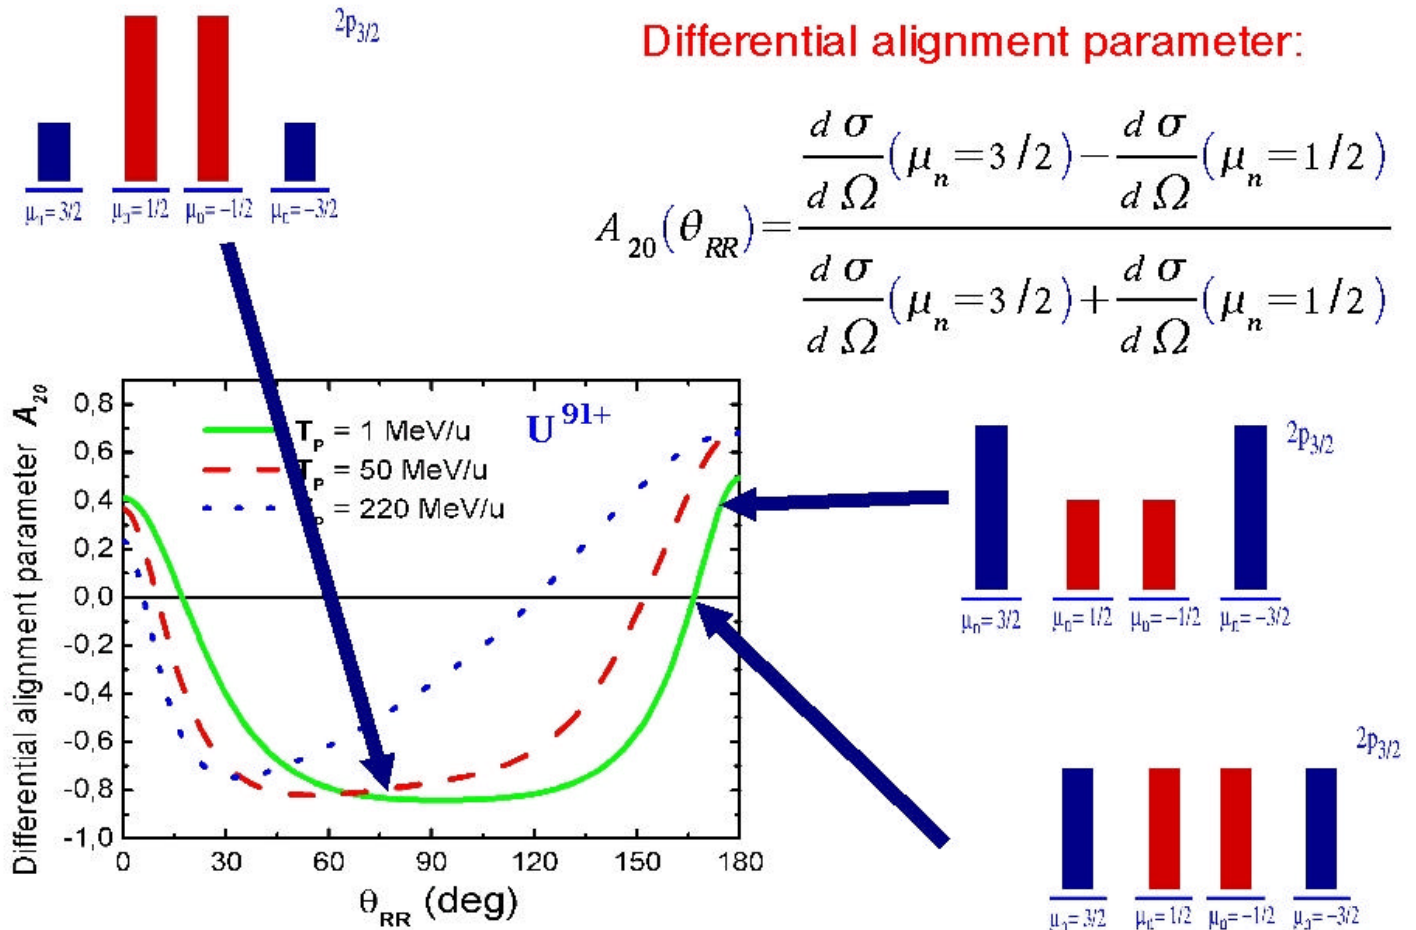 2p3/2
Differential alignment parameter:
μn = 3/2 μn = 1/2 μn = −1/2 μn = −3/2
A20(θRR) = (dσ/dΩ(μn = 3/2) − dσ/dΩ(μn = 1/2)) / (dσ/dΩ(μn = 3/2) + dσ/dΩ(μn = 1/2))
Differential alignment parameter A20
0,8
0,6
0,4
0,2
0,0
-0,2
-0,4
-0,6
-0,8
-1,0
U91+
TP = 1 MeV/u
TP = 50 MeV/u
P = 220 MeV/u
0 30 60 90 120 150 180
θRR (deg)
2p3/2
μn = 3/2 μn = 1/2 μn = −1/2 μn = −3/2
2p3/2
μn = 3/2 μn = 1/2 μn = −1/2 μn = −3/2